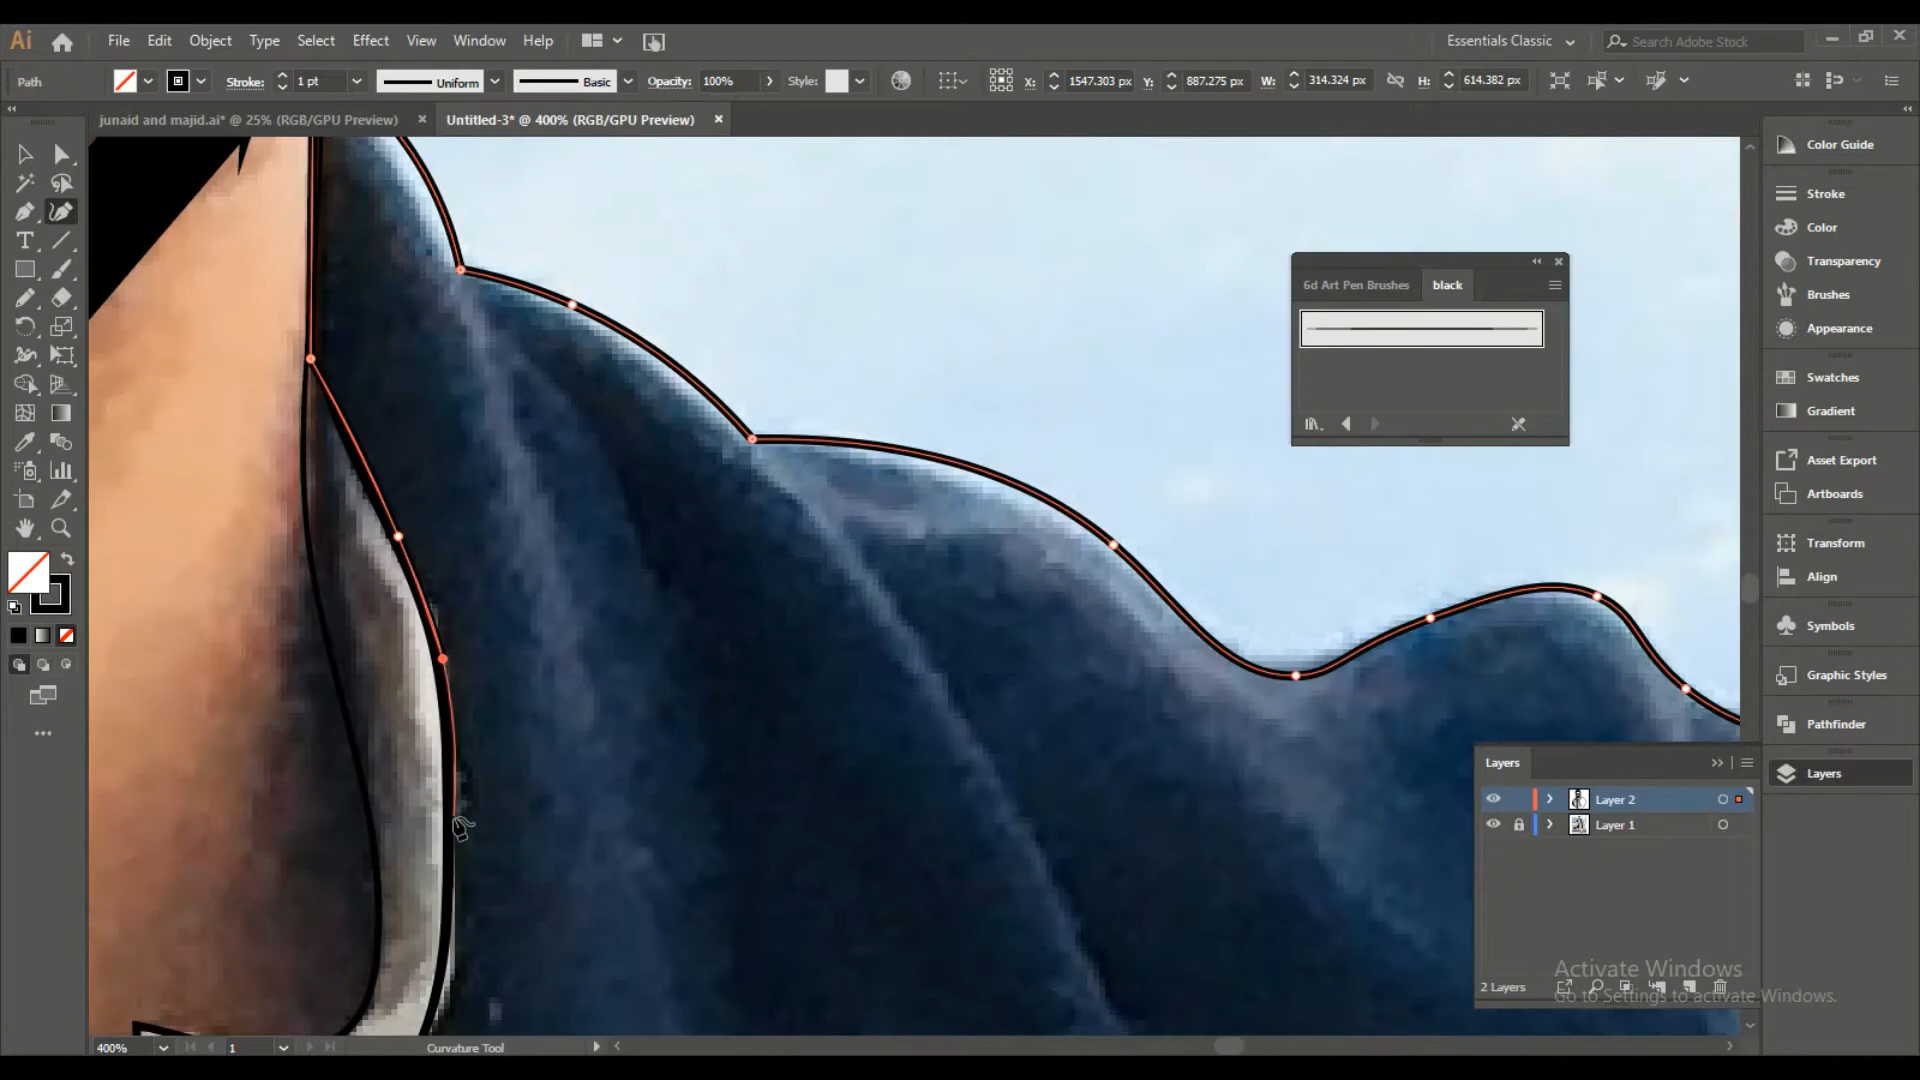 Ai File Edit Object Type Select Effect View Window Help Essentials Classic Search Adobe Stock
Path Stroke: 1 pt Uniform Basic Opacity: 100% Style: X: 1547.303 px Y: 887.275 px W: 314.324 px H: 614.382 px
junaid and majid.ai* @ 25% (RGB/GPU Preview) Untitled-3* @ 400% (RGB/GPU Preview)
Color Guide
Stroke
Color
Transparency
Brushes
Appearance
Swatches
Gradient
Asset Export
Artboards
Transform
Align
Symbols
Graphic Styles
Pathfinder
Layers
6d Art Pen Brushes black
Layers
Layer 2
Layer 1
2 Layers
Activate Windows
Go to Settings to activate Windows.
400% 1 Curvature Tool